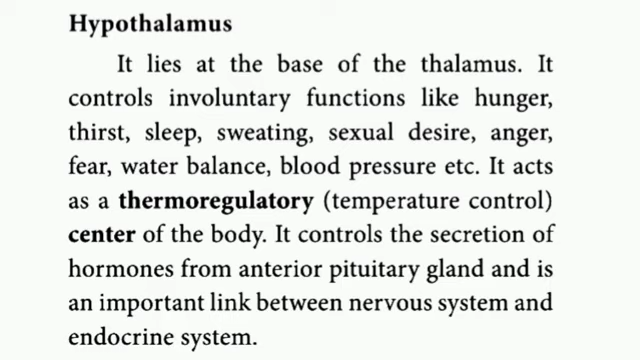 Hypothalamus
It lies at the base of the thalamus. It
controls involuntary functions like hunger,
thirst, sleep, sweating, sexual desire, anger,
fear, water balance, blood pressure etc. It acts
as a thermoregulatory (temperature control)
center of the body. It controls the secretion of
hormones from anterior pituitary gland and is
an important link between nervous system and
endocrine system.